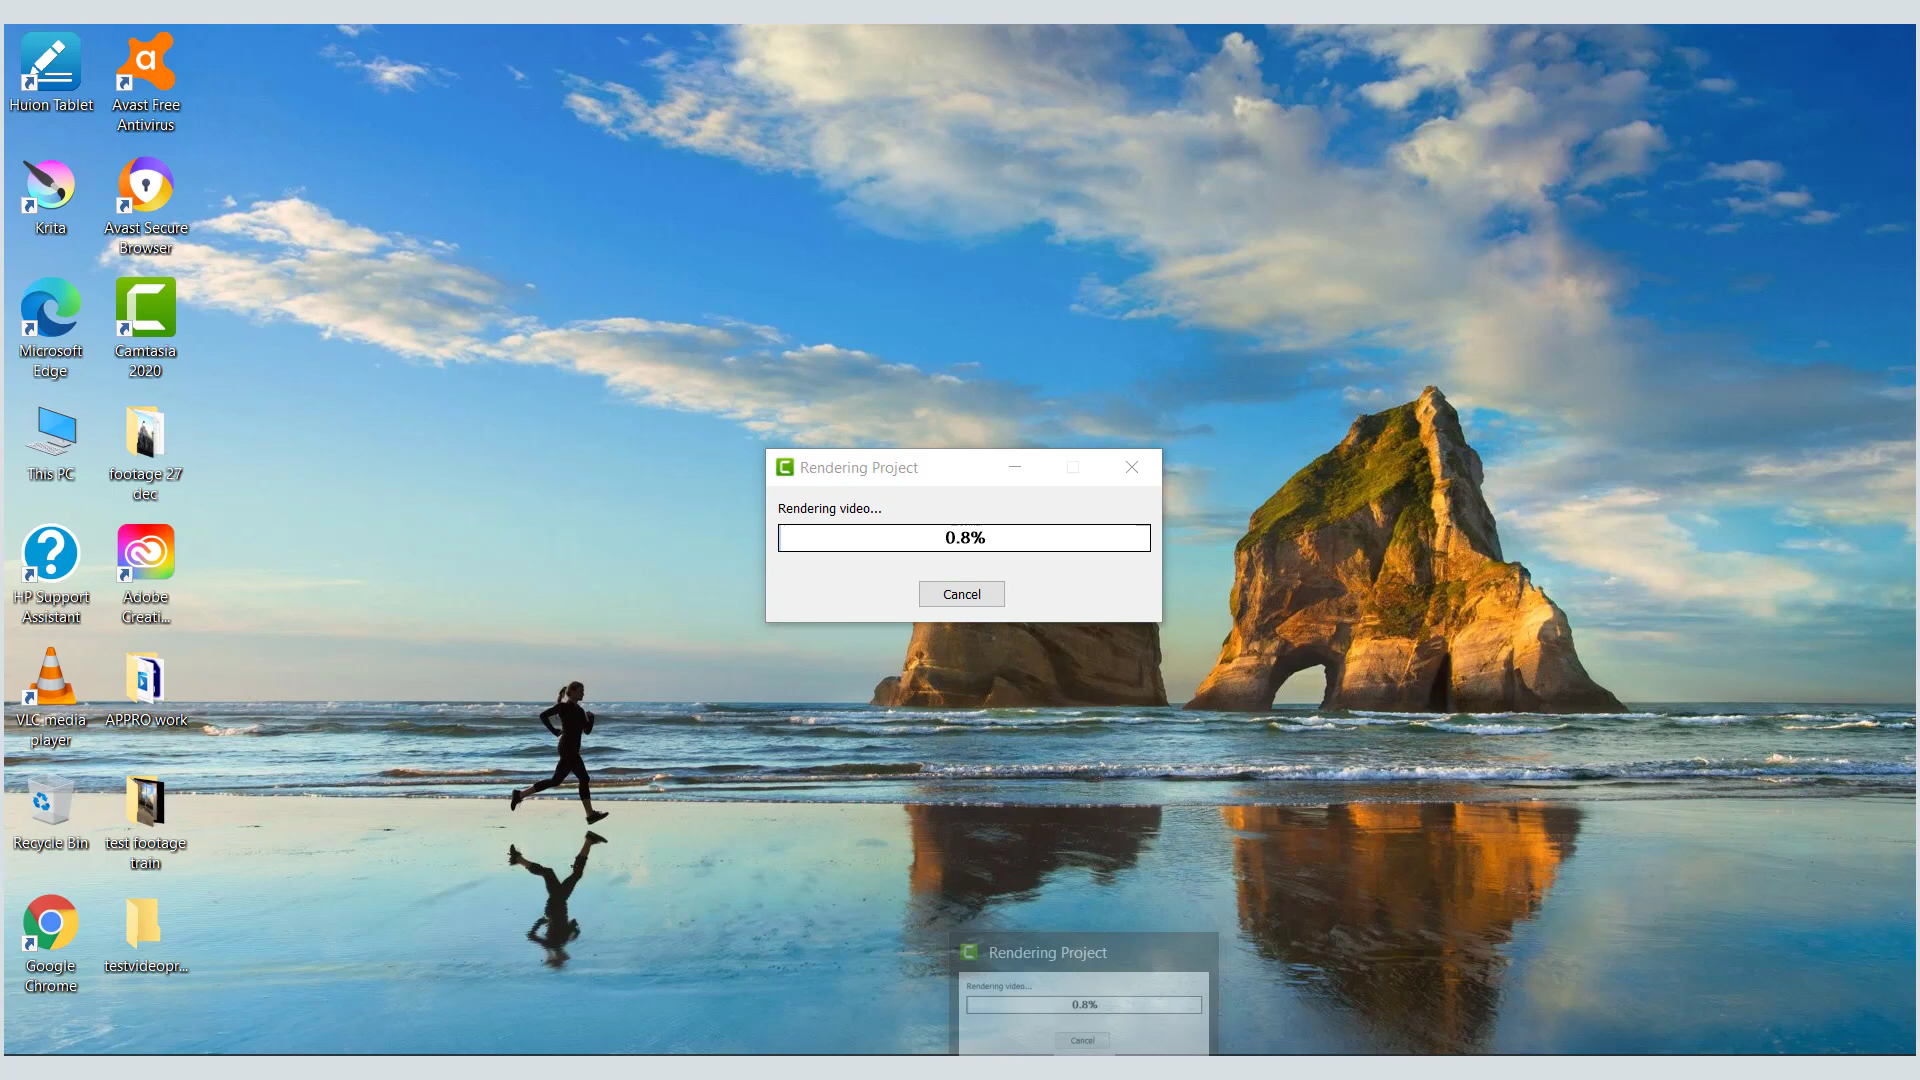 Huion Tablet
Avast Free
Antivirus
Krita
Avast Secure
Browser
Microsoft
Edge
Camtasia
2020
This PC
footage 27
dec
HP Support
Assistant
Adobe
Creati...
VLC media
player
APPRO work
Recycle Bin
test footage
train
Google
Chrome
testvideopr...
Rendering Project
Rendering video...
0.8%
Cancel
Rendering Project
Rendering video...
0.8%
Cancel